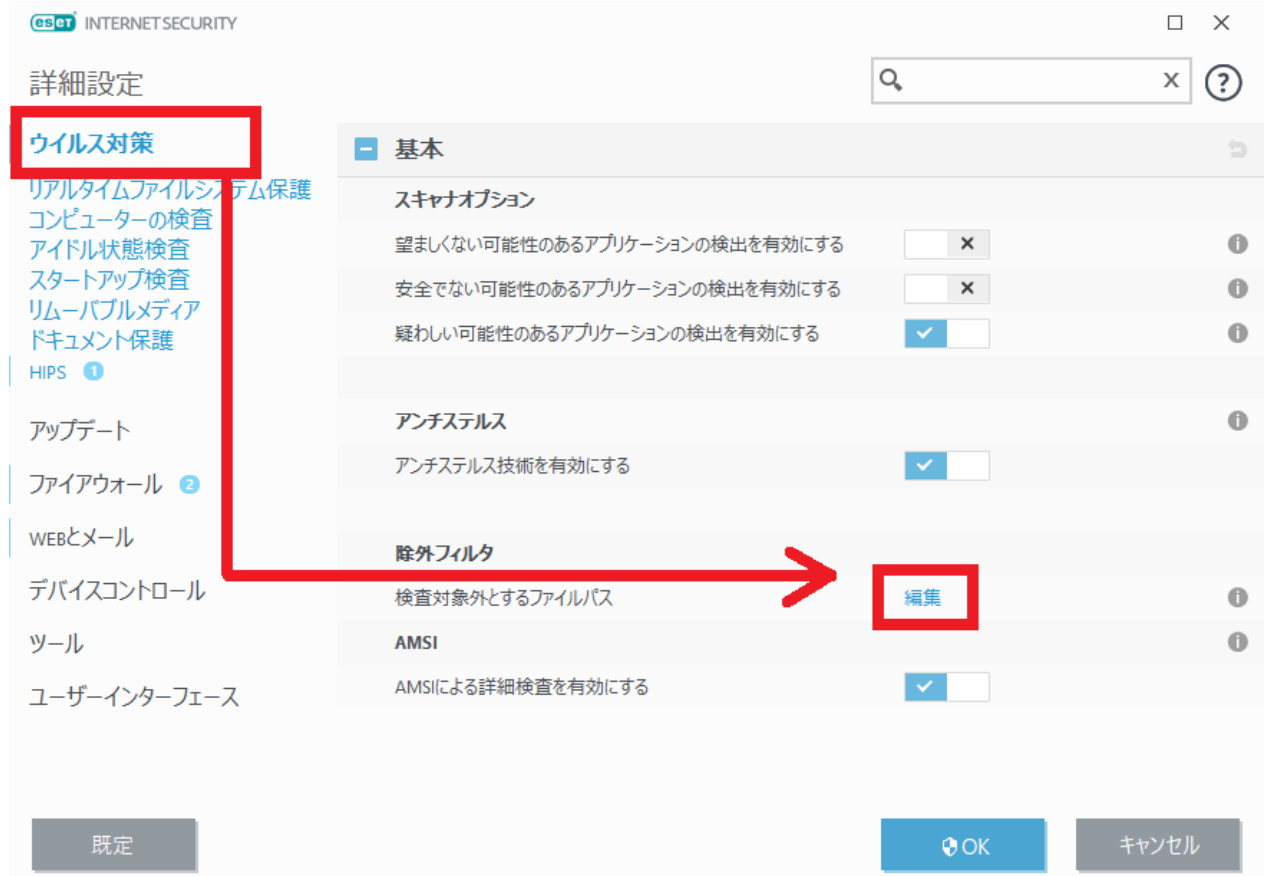 eset INTERNET SECURITY
詳細設定
ウイルス対策
リアルタイムファイルシステム保護
コンピューターの検査
アイドル状態検査
スタートアップ検査
リムーバブルメディア
ドキュメント保護
HIPS 1
アップデート
ファイアウォール 2
WEBとメール
デバイスコントロール
ツール
ユーザーインターフェース
基本
スキャナオプション
望ましくない可能性のあるアプリケーションの検出を有効にする
安全でない可能性のあるアプリケーションの検出を有効にする
疑わしい可能性のあるアプリケーションの検出を有効にする
アンチステルス
アンチステルス技術を有効にする
除外フィルタ
検査対象外とするファイルパス 編集
AMSI
AMSIによる詳細検査を有効にする
既定
OK
キャンセル